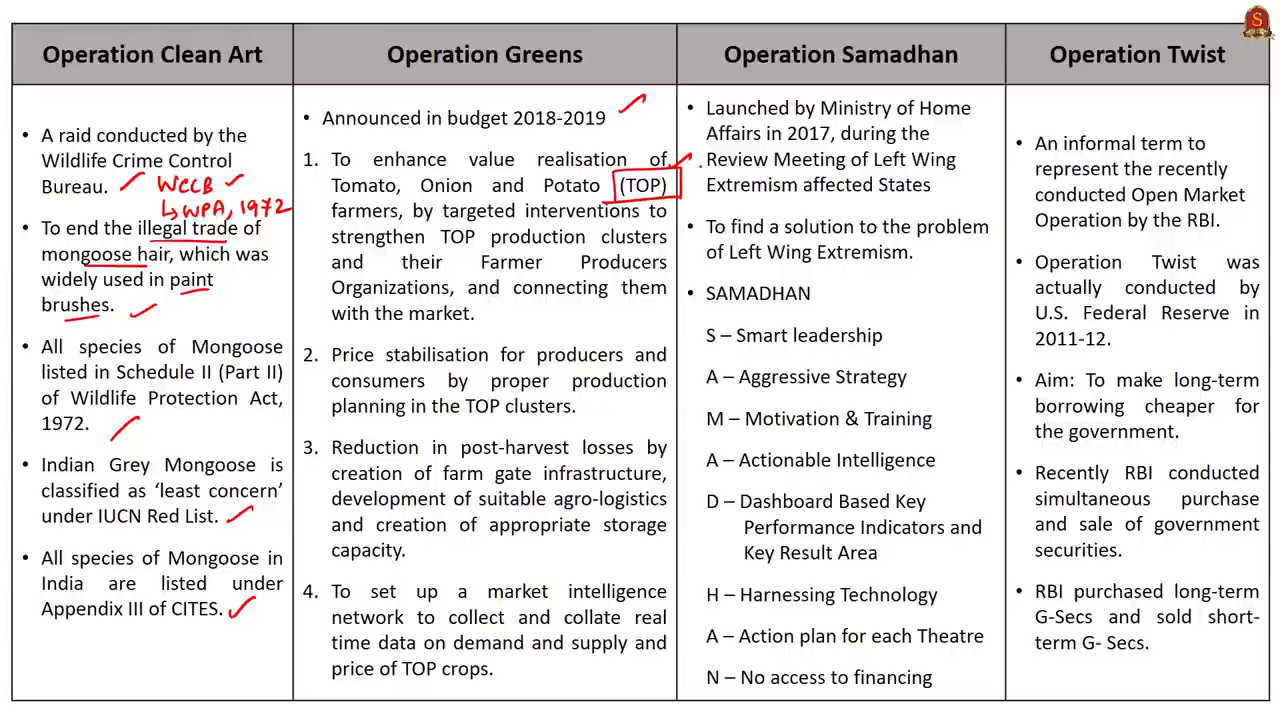 S
Operation Clean Art
Operation Greens
Operation Samadhan
Operation Twist
• A raid conducted by the
Wildlife Crime Control
Bureau.
WCCB
↳WPA, 1972
• To end the illegal trade of
mongoose hair, which was
widely used in paint
brushes.
• All species of Mongoose
listed in Schedule II (Part II)
of Wildlife Protection Act,
1972.
• Indian Grey Mongoose is
classified as ‘least concern’
under IUCN Red List.
• All species of Mongoose in
India are listed under
Appendix III of CITES.
• Announced in budget 2018-2019
1. To enhance value realisation of
Tomato, Onion and Potato (TOP)
farmers, by targeted interventions to
strengthen TOP production clusters
and their Farmer Producers
Organizations, and connecting them
with the market.
2. Price stabilisation for producers and
consumers by proper production
planning in the TOP clusters.
3. Reduction in post-harvest losses by
creation of farm gate infrastructure,
development of suitable agro-logistics
and creation of appropriate storage
capacity.
4. To set up a market intelligence
network to collect and collate real
time data on demand and supply and
price of TOP crops.
• Launched by Ministry of Home
Affairs in 2017, during the
Review Meeting of Left Wing
Extremism affected States
• To find a solution to the problem
of Left Wing Extremism.
• SAMADHAN
S – Smart leadership
A – Aggressive Strategy
M – Motivation & Training
A – Actionable Intelligence
D – Dashboard Based Key
Performance Indicators and
Key Result Area
H – Harnessing Technology
A – Action plan for each Theatre
N – No access to financing
• An informal term to
represent the recently
conducted Open Market
Operation by the RBI.
• Operation Twist was
actually conducted by
U.S. Federal Reserve in
2011-12.
• Aim: To make long-term
borrowing cheaper for
the government.
• Recently RBI conducted
simultaneous purchase
and sale of government
securities.
• RBI purchased long-term
G-Secs and sold short-
term G- Secs.